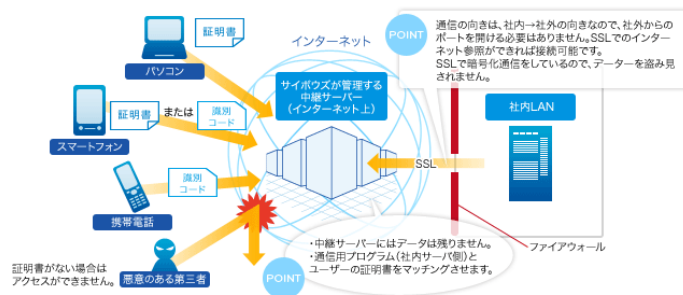 証明書
パソコン
インターネット
POINT
通信の向きは、社内→社外の向きなので、社外からの
ポートを開ける必要はありません。SSLでのインター
ネット参照ができれば接続可能です。
SSLで暗号化通信をしているので、データーを盗み見
されません。
サイボウズが管理する
中継サーバー
（インターネット上）
社内LAN
証明書
または
識別
コード
スマートフォン
SSL
識別
コード
携帯電話
・中継サーバーにはデータは残りません。
・通信用プログラム（社内サーバ側）と
ユーザーの証明書をマッチングさせます。
ファイアウォール
証明書がない場合は
アクセスができません。
悪意のある第三者
POINT